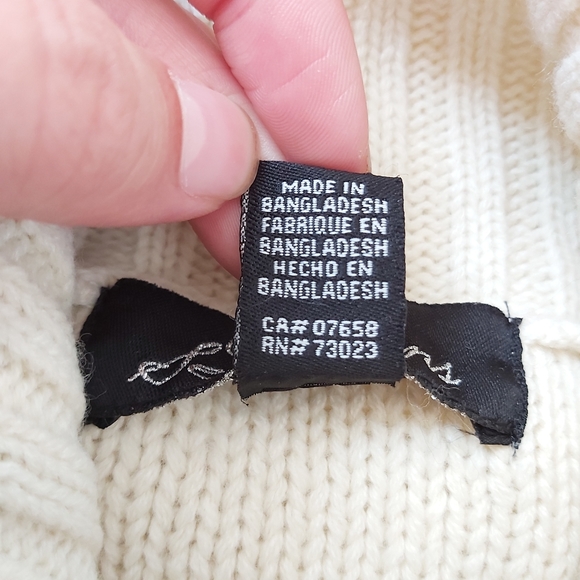 MADE IN
BANGLADESH
FABRIQUE EN
BANGLADESH
HECHO EN
BANGLADESH
CA# 07658
RN# 73023